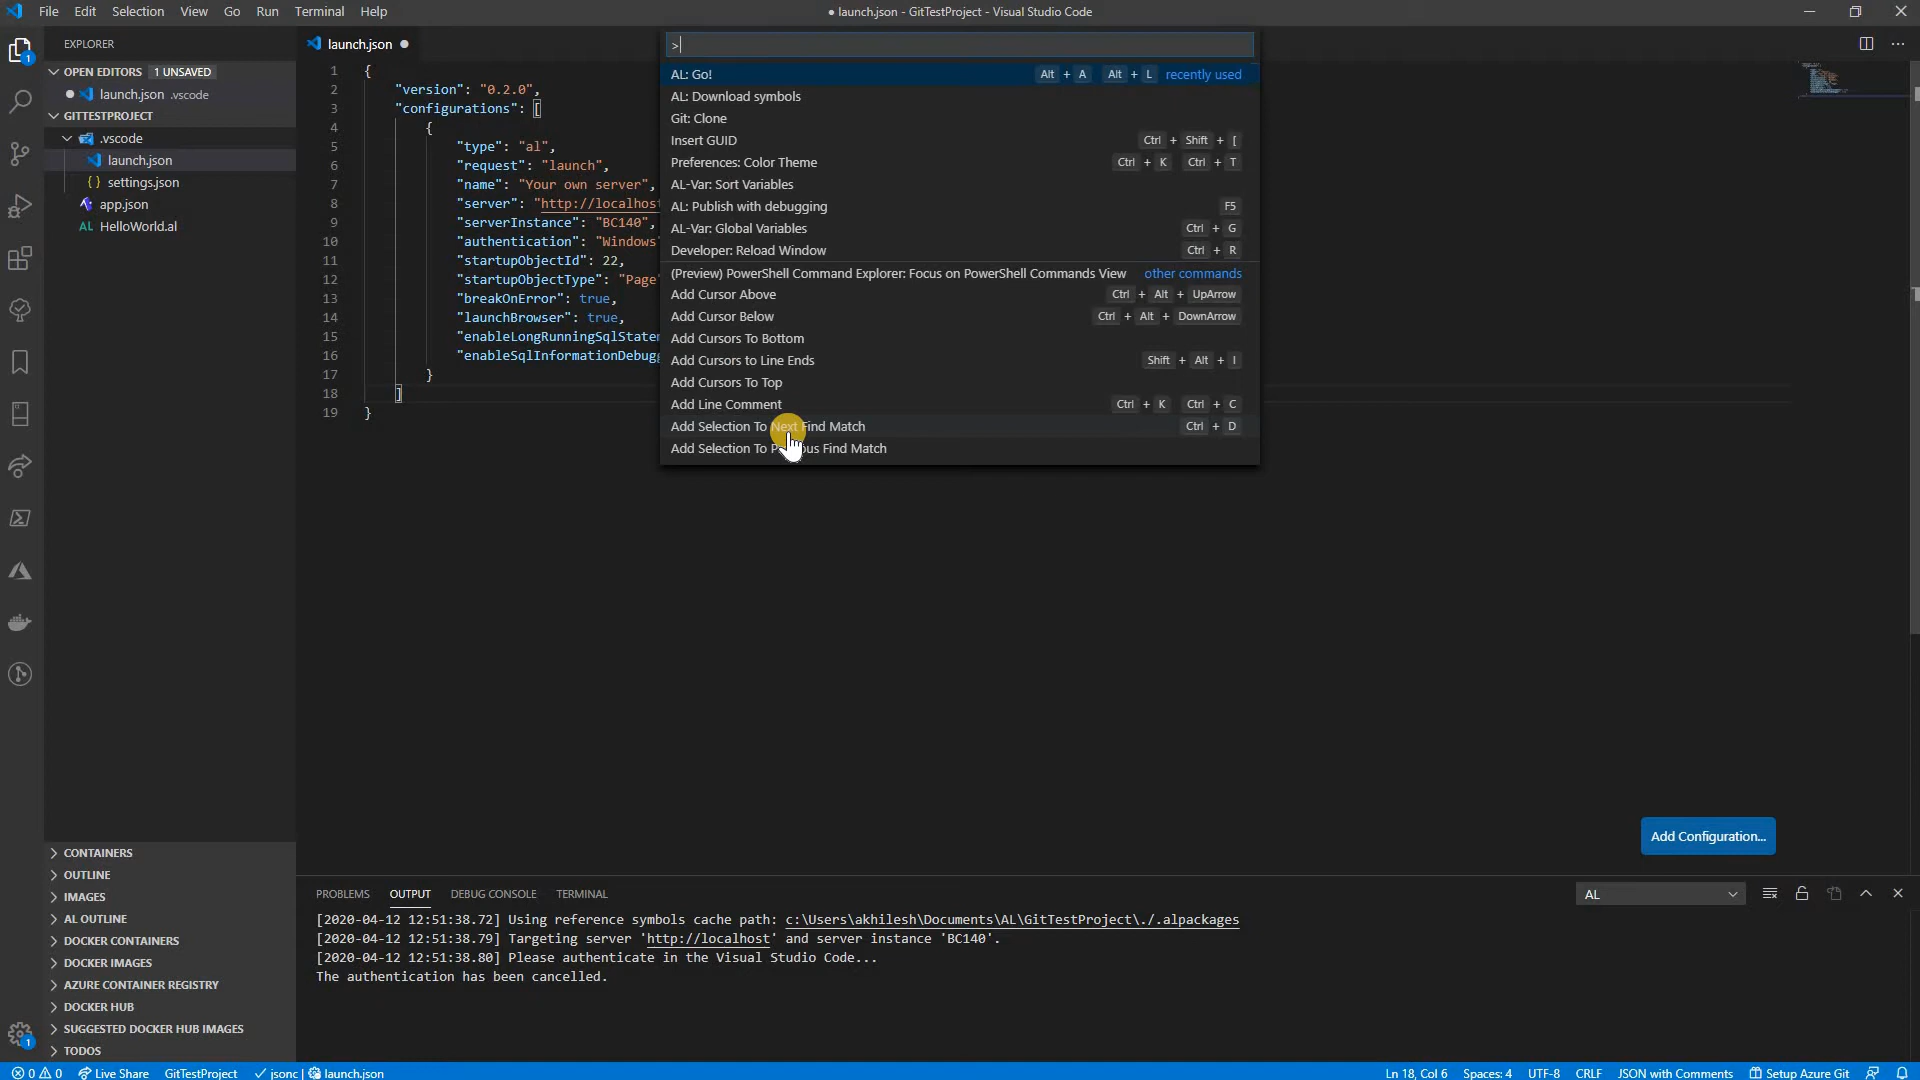 File Edit Selection View Go Run Terminal Help
● launch.json - GitTestProject - Visual Studio Code
EXPLORER
OPEN EDITORS 1 UNSAVED
launch.json .vscode
GITTESTPROJECT
.vscode
launch.json
settings.json
app.json
AL HelloWorld.al
CONTAINERS
OUTLINE
IMAGES
AL OUTLINE
DOCKER CONTAINERS
DOCKER IMAGES
AZURE CONTAINER REGISTRY
DOCKER HUB
SUGGESTED DOCKER HUB IMAGES
TODOS
launch.json
1 {
2 "version": "0.2.0",
3 "configurations": [
4 {
5 "type": "al",
6 "request": "launch",
7 "name": "Your own server",
8 "server": "http://localhost
9 "serverInstance": "BC140",
10 "authentication": "Windows"
11 "startupObjectId": 22,
12 "startupObjectType": "Page"
13 "breakOnError": true,
14 "launchBrowser": true,
15 "enableLongRunningSqlState
16 "enableSqlInformationDebugg
17 }
18 ]
19 }
>
AL: Go! Alt + A Alt + L recently used
AL: Download symbols
Git: Clone
Insert GUID Ctrl + Shift + [
Preferences: Color Theme Ctrl + K Ctrl + T
AL-Var: Sort Variables
AL: Publish with debugging F5
AL-Var: Global Variables Ctrl + G
Developer: Reload Window Ctrl + R
(Preview) PowerShell Command Explorer: Focus on PowerShell Commands View other commands
Add Cursor Above Ctrl + Alt + UpArrow
Add Cursor Below Ctrl + Alt + DownArrow
Add Cursors To Bottom
Add Cursors to Line Ends Shift + Alt + I
Add Cursors To Top
Add Line Comment Ctrl + K Ctrl + C
Add Selection To Next Find Match Ctrl + D
Add Selection To Find Match
Add Configuration...
PROBLEMS OUTPUT DEBUG CONSOLE TERMINAL
AL
[2020-04-12 12:51:38.72] Using reference symbols cache path: c:\Users\akhilesh\Documents\AL\GitTestProject\./.alpackages
[2020-04-12 12:51:38.79] Targeting server 'http://localhost' and server instance 'BC140'.
[2020-04-12 12:51:38.80] Please authenticate in the Visual Studio Code...
The authentication has been cancelled.
1
1
0 0 Live Share GitTestProject jsonc | launch.json
Ln 18, Col 6 Spaces: 4 UTF-8 CRLF JSON with Comments Setup Azure Git